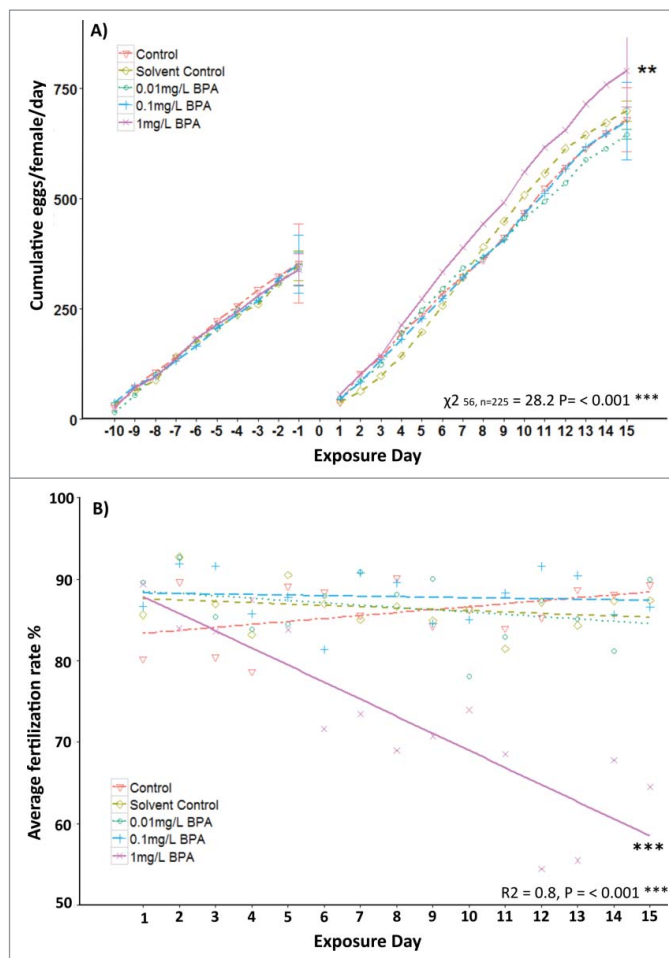 A)
Control
Solvent Control
0.01mg/L BPA
0.1mg/L BPA
1mg/L BPA
**
Cumulative eggs/female/day
750
500
250
0
χ2 56, n=225 = 28.2 P= < 0.001 ***
-10 -9 -8 -7 -6 -5 -4 -3 -2 -1 0 1 2 3 4 5 6 7 8 9 10 11 12 13 14 15
Exposure Day
B)
100
90
80
70
60
50
Average fertilization rate %
Control
Solvent Control
0.01mg/L BPA
0.1mg/L BPA
1mg/L BPA
***
R2 = 0.8, P = < 0.001 ***
1 2 3 4 5 6 7 8 9 10 11 12 13 14 15
Exposure Day